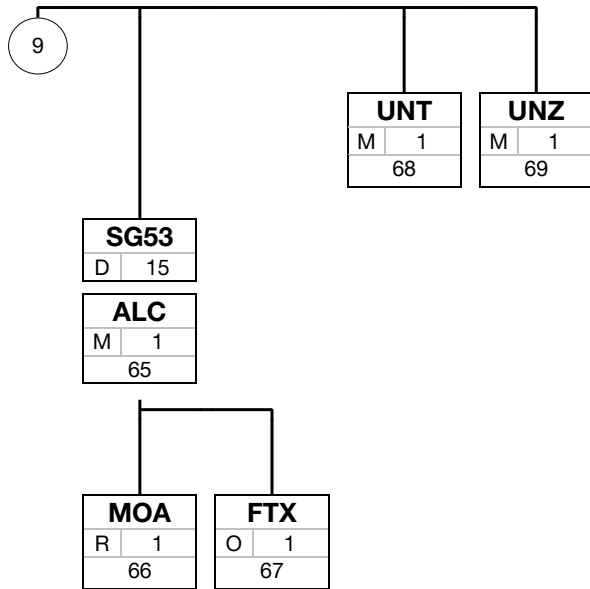 9
UNT
M 1
68
UNZ
M 1
69
SG53
D 15
ALC
M 1
65
MOA
R 1
66
FTX
O 1
67